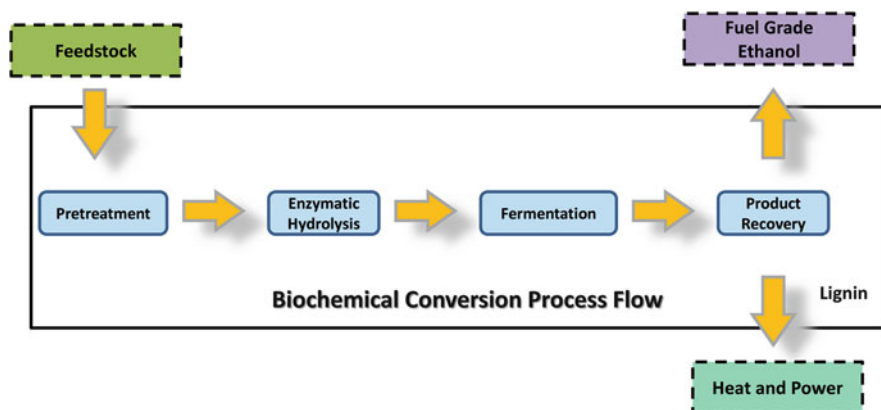 Feedstock
Fuel Grade
Ethanol
Pretreatment
Enzymatic
Hydrolysis
Fermentation
Product
Recovery
Biochemical Conversion Process Flow
Lignin
Heat and Power